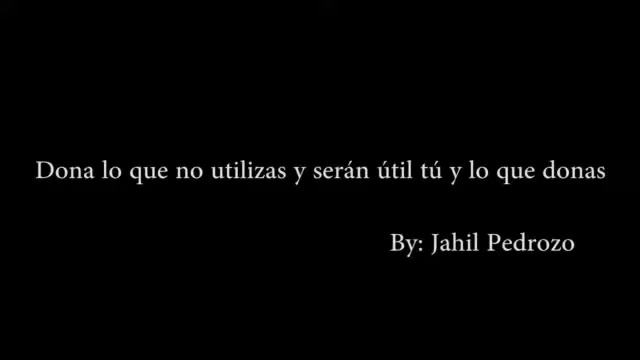 Dona lo que no utilizas y serán útil tú y lo que donas
By: Jahil Pedrozo